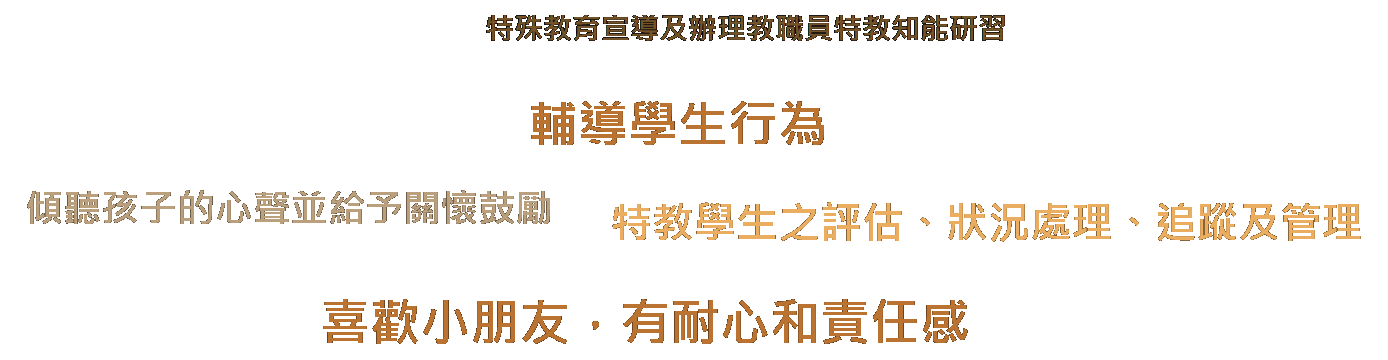 特殊教育宣導及辦理教職員特教知能研習
輔導學生行為
傾聽孩子的心聲並給予關懷鼓勵
特教學生之評估、狀況處理、追蹤及管理
喜歡小朋友，有耐心和責任感